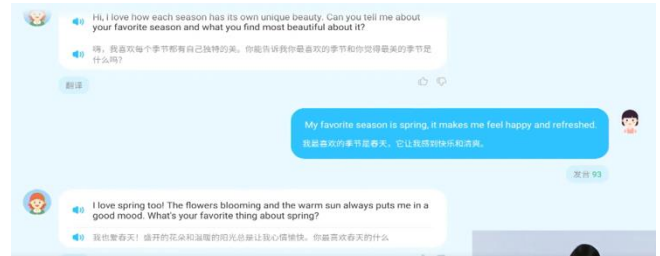 Hi, I love how each season has its own unique beauty. Can you tell me about
your favorite season and what you find most beautiful about it?
嗨，我喜欢每个季节都有自己独特的美。你能告诉我你最喜欢的季节和你觉得最美的季节是
什么吗？
翻译
My favorite season is spring, it makes me feel happy and refreshed.
我最喜欢的季节是春天，它让我感到快乐和清爽。
发音 93
I love spring too! The flowers blooming and the warm sun always puts me in a
good mood. What's your favorite thing about spring?
我也爱春天！盛开的花朵和温暖的阳光总是让我心情愉快。你最喜欢春天的什么